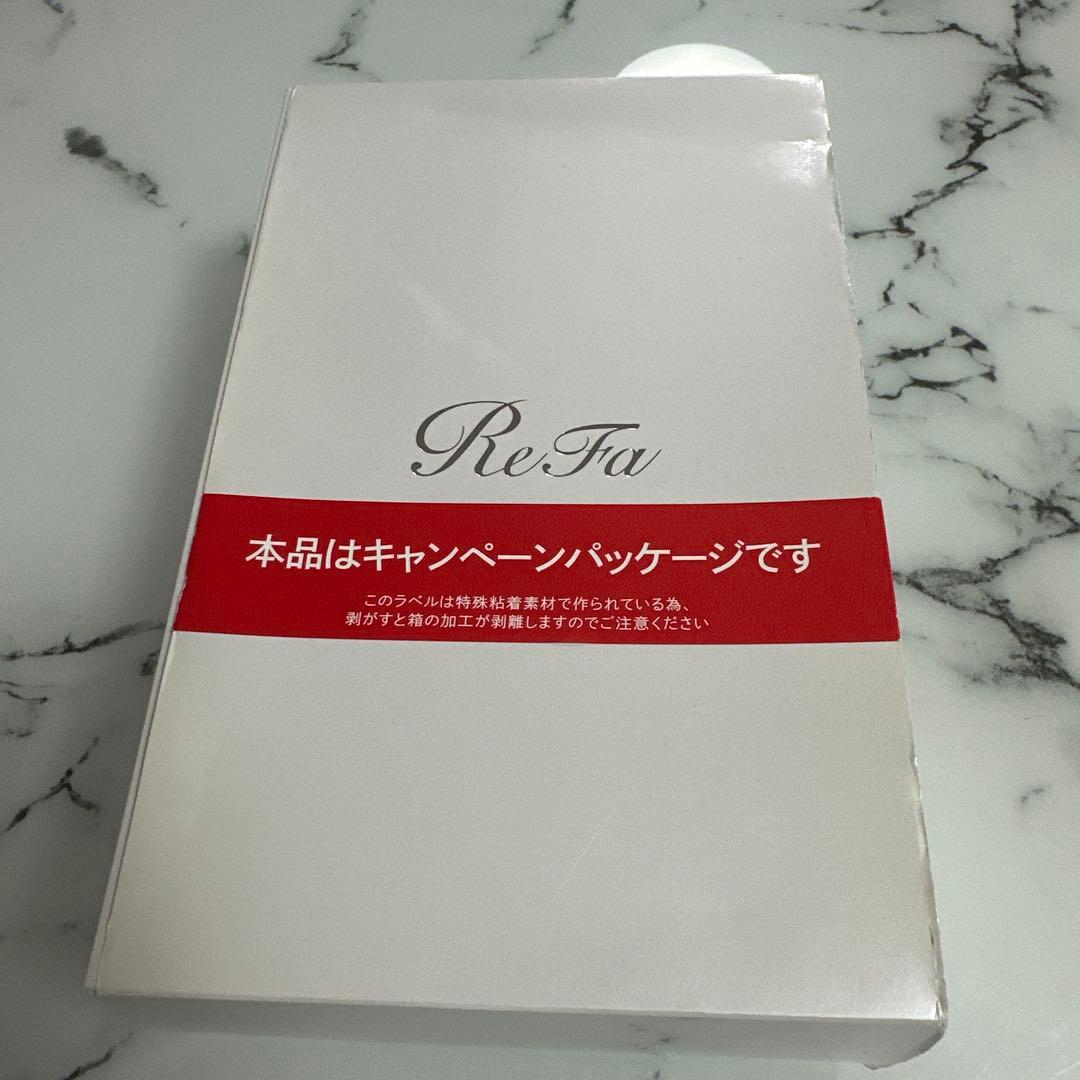 ReFa
本品はキャンペーンパッケージです
このラベルは特殊粘着素材で作られている為、
剥がすと箱の加工が剥離しますのでご注意ください